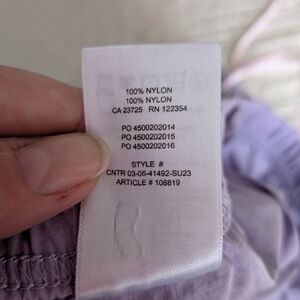 100% NYLON
100% NYLON
CA 23725 RN 122354
PO 4500202014
PO 4500202015
PO 4500202016
STYLE #
CNTR 03-06-41492-SU23
ARTICLE # 108819